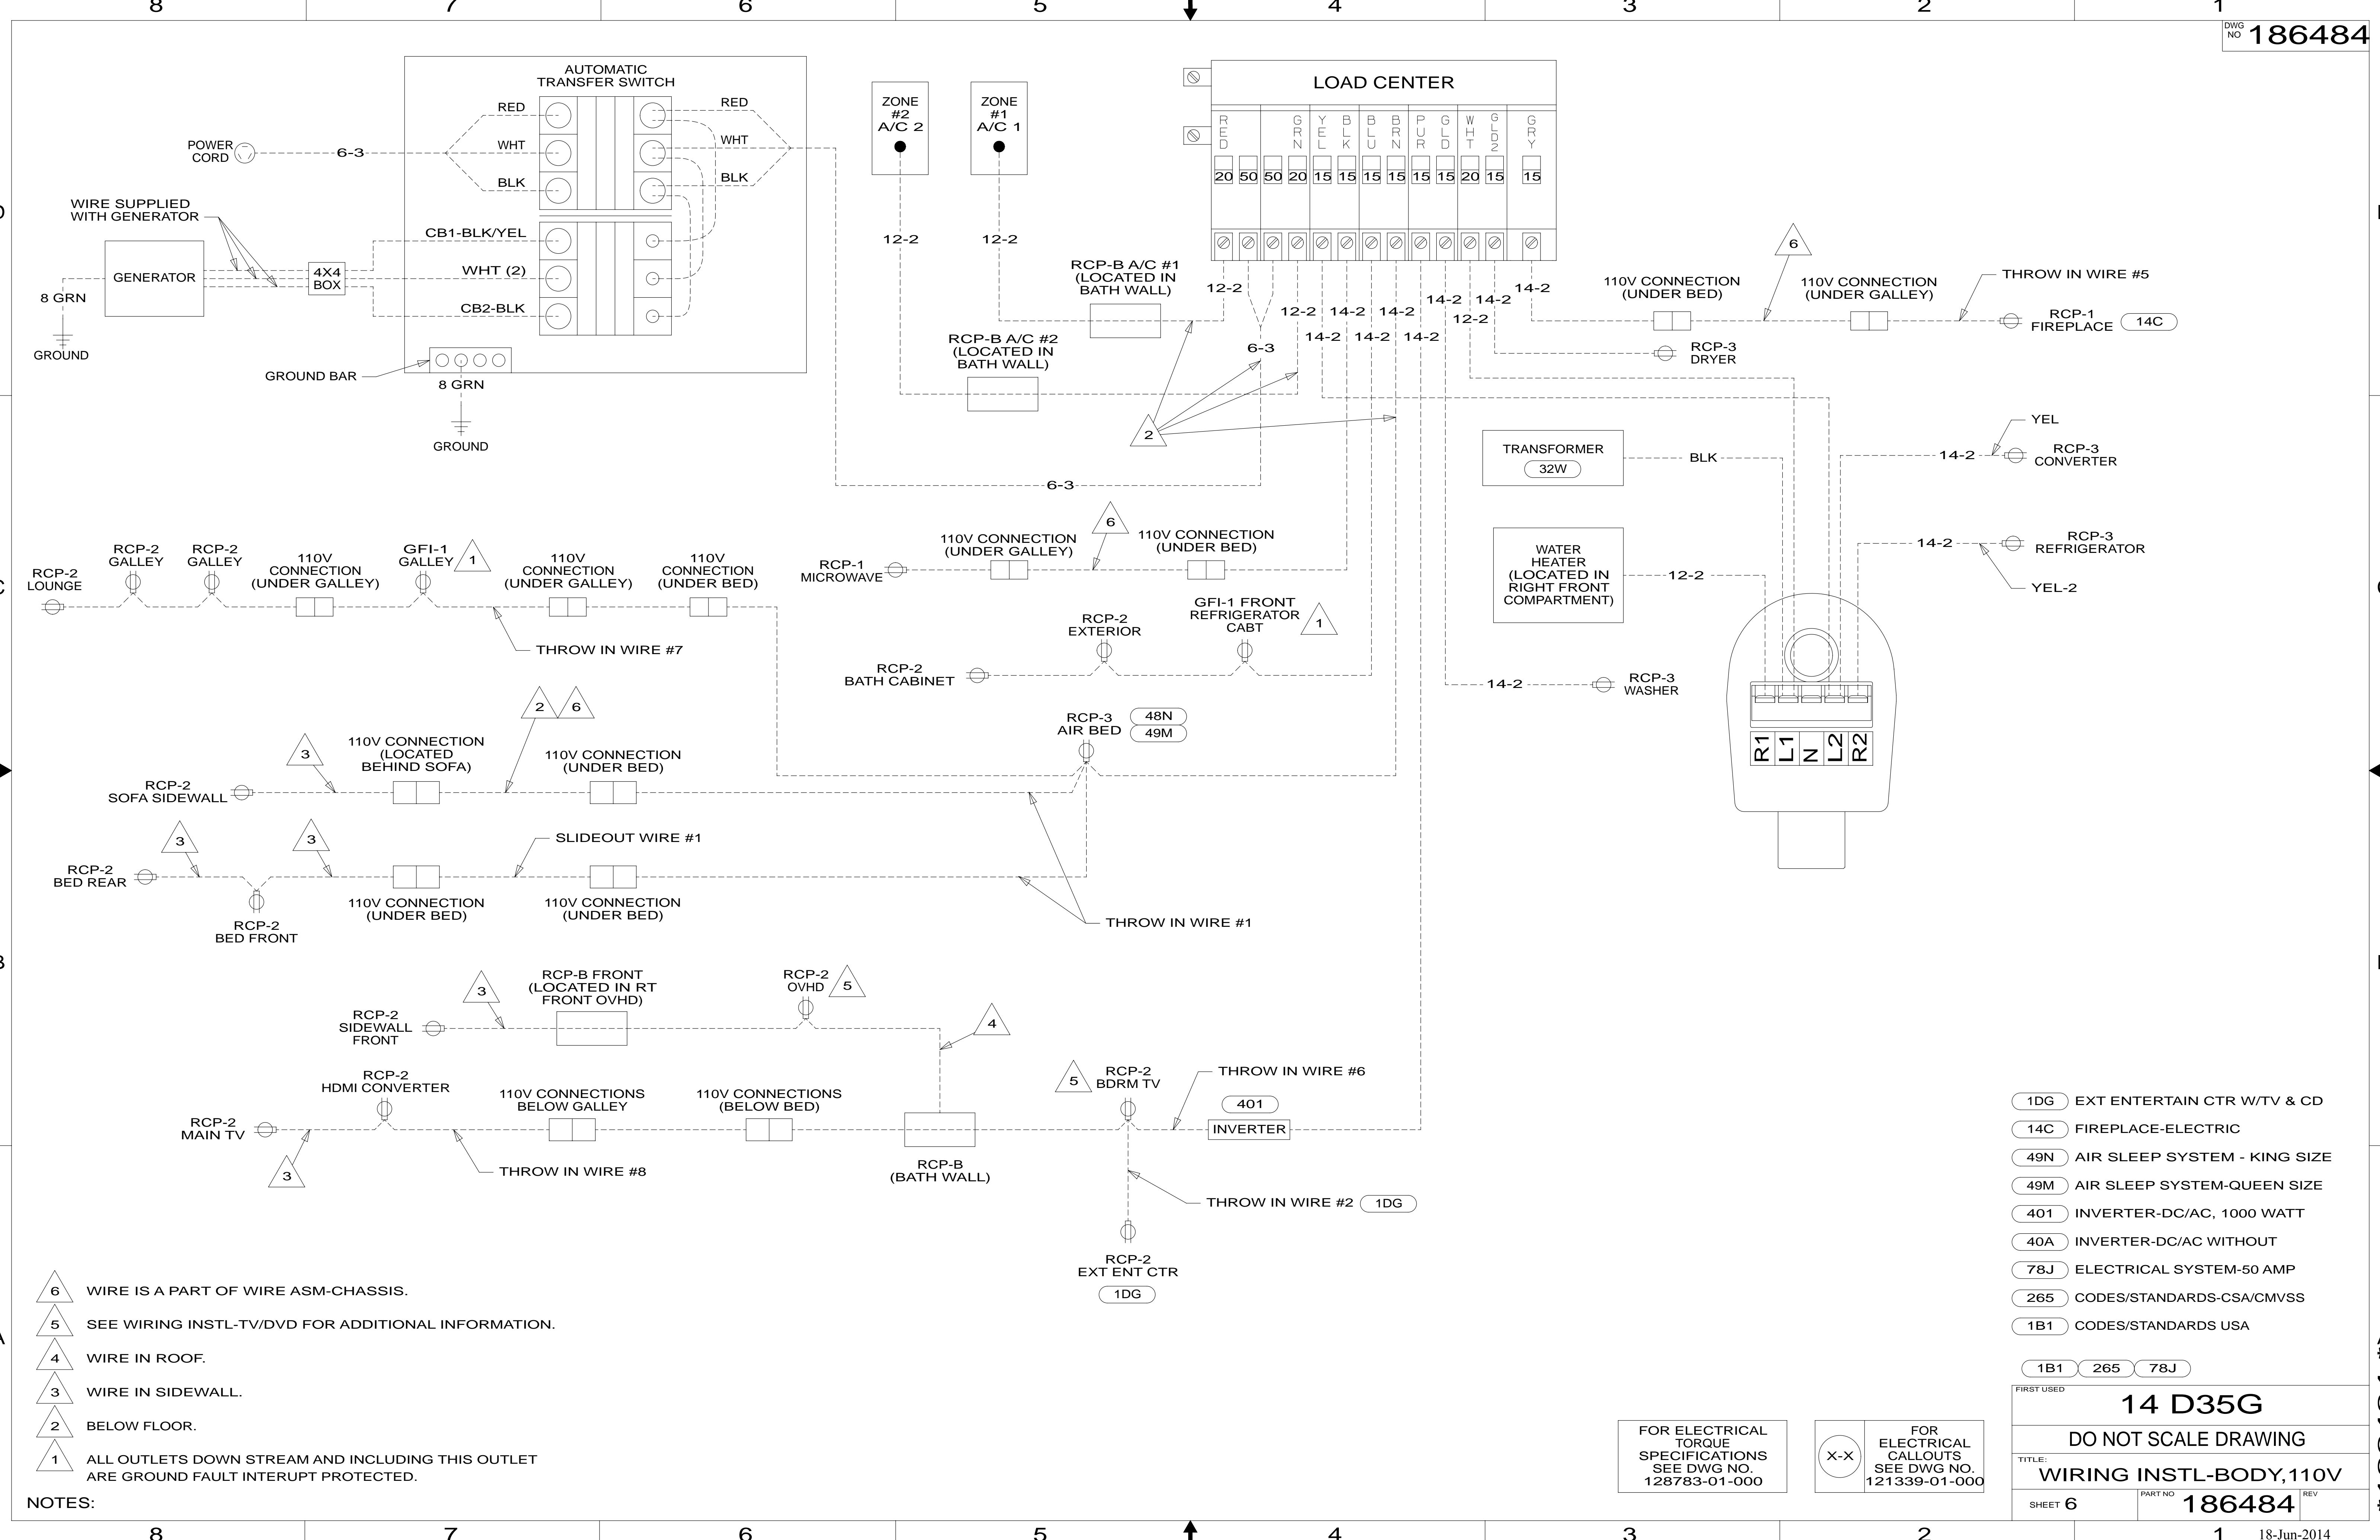 8 7 6 5 4 3 2 1
DWG
NO 186484
AUTOMATIC
TRANSFER SWITCH
RED
WHT
BLK
RED
WHT
BLK
POWER
CORD
6-3
WIRE SUPPLIED
WITH GENERATOR
GENERATOR
4X4
BOX
CB1-BLK/YEL
WHT (2)
CB2-BLK
8 GRN
GROUND
GROUND BAR
8 GRN
GROUND
ZONE
#2
A/C 2
ZONE
#1
A/C 1
12-2
12-2
LOAD CENTER
RED GRN YEL BLK BLU BRN PUR GLD WHT GLD2 GRY
20 50 50 20 15 15 15 15 15 15 20 15 15
RCP-B A/C #1
(LOCATED IN
BATH WALL)
RCP-B A/C #2
(LOCATED IN
BATH WALL)
12-2
14-2 14-2 14-2
12-2 14-2 14-2 12-2
6-3 14-2 14-2 14-2
2
6-3
6
110V CONNECTION
(UNDER BED)
110V CONNECTION
(UNDER GALLEY)
THROW IN WIRE #5
RCP-1
FIREPLACE 14C
RCP-3
DRYER
TRANSFORMER
32W
BLK
YEL
14-2
RCP-3
CONVERTER
WATER
HEATER
(LOCATED IN
RIGHT FRONT
COMPARTMENT)
12-2
14-2
RCP-3
REFRIGERATOR
YEL-2
R1 L1 N L2 R2
14-2
RCP-3
WASHER
RCP-2
LOUNGE
RCP-2
GALLEY
RCP-2
GALLEY
110V
CONNECTION
(UNDER GALLEY)
GFI-1
GALLEY
1
110V
CONNECTION
(UNDER GALLEY)
110V
CONNECTION
(UNDER BED)
THROW IN WIRE #7
RCP-1
MICROWAVE
110V CONNECTION
(UNDER GALLEY)
6
110V CONNECTION
(UNDER BED)
RCP-2
BATH CABINET
RCP-2
EXTERIOR
GFI-1 FRONT
REFRIGERATOR
CABT
1
RCP-3
AIR BED
48N
49M
2 6
3
110V CONNECTION
(LOCATED
BEHIND SOFA)
110V CONNECTION
(UNDER BED)
RCP-2
SOFA SIDEWALL
3
3
SLIDEOUT WIRE #1
RCP-2
BED REAR
RCP-2
BED FRONT
110V CONNECTION
(UNDER BED)
110V CONNECTION
(UNDER BED)
THROW IN WIRE #1
3
RCP-B FRONT
(LOCATED IN RT
FRONT OVHD)
RCP-2
OVHD
5
RCP-2
SIDEWALL
FRONT
4
RCP-2
HDMI CONVERTER
110V CONNECTIONS
BELOW GALLEY
110V CONNECTIONS
(BELOW BED)
5
RCP-2
BDRM TV
THROW IN WIRE #6
401
INVERTER
RCP-2
MAIN TV
3
THROW IN WIRE #8
RCP-B
(BATH WALL)
THROW IN WIRE #2 1DG
RCP-2
EXT ENT CTR
1DG
1DG EXT ENTERTAIN CTR W/TV & CD
14C FIREPLACE-ELECTRIC
49N AIR SLEEP SYSTEM - KING SIZE
49M AIR SLEEP SYSTEM-QUEEN SIZE
401 INVERTER-DC/AC, 1000 WATT
40A INVERTER-DC/AC WITHOUT
78J ELECTRICAL SYSTEM-50 AMP
265 CODES/STANDARDS-CSA/CMVSS
1B1 CODES/STANDARDS USA
1B1 265 78J
6 WIRE IS A PART OF WIRE ASM-CHASSIS.
5 SEE WIRING INSTL-TV/DVD FOR ADDITIONAL INFORMATION.
4 WIRE IN ROOF.
3 WIRE IN SIDEWALL.
2 BELOW FLOOR.
1 ALL OUTLETS DOWN STREAM AND INCLUDING THIS OUTLET
ARE GROUND FAULT INTERUPT PROTECTED.
NOTES:
FOR ELECTRICAL
TORQUE
SPECIFICATIONS
SEE DWG NO.
128783-01-000
X-X
FOR
ELECTRICAL
CALLOUTS
SEE DWG NO.
121339-01-000
FIRST USED
14 D35G
DO NOT SCALE DRAWING
TITLE:
WIRING INSTL-BODY,110V
SHEET 6
PART NO 186484
REV
8 7 6 5 4 3 2 1
18-Jun-2014